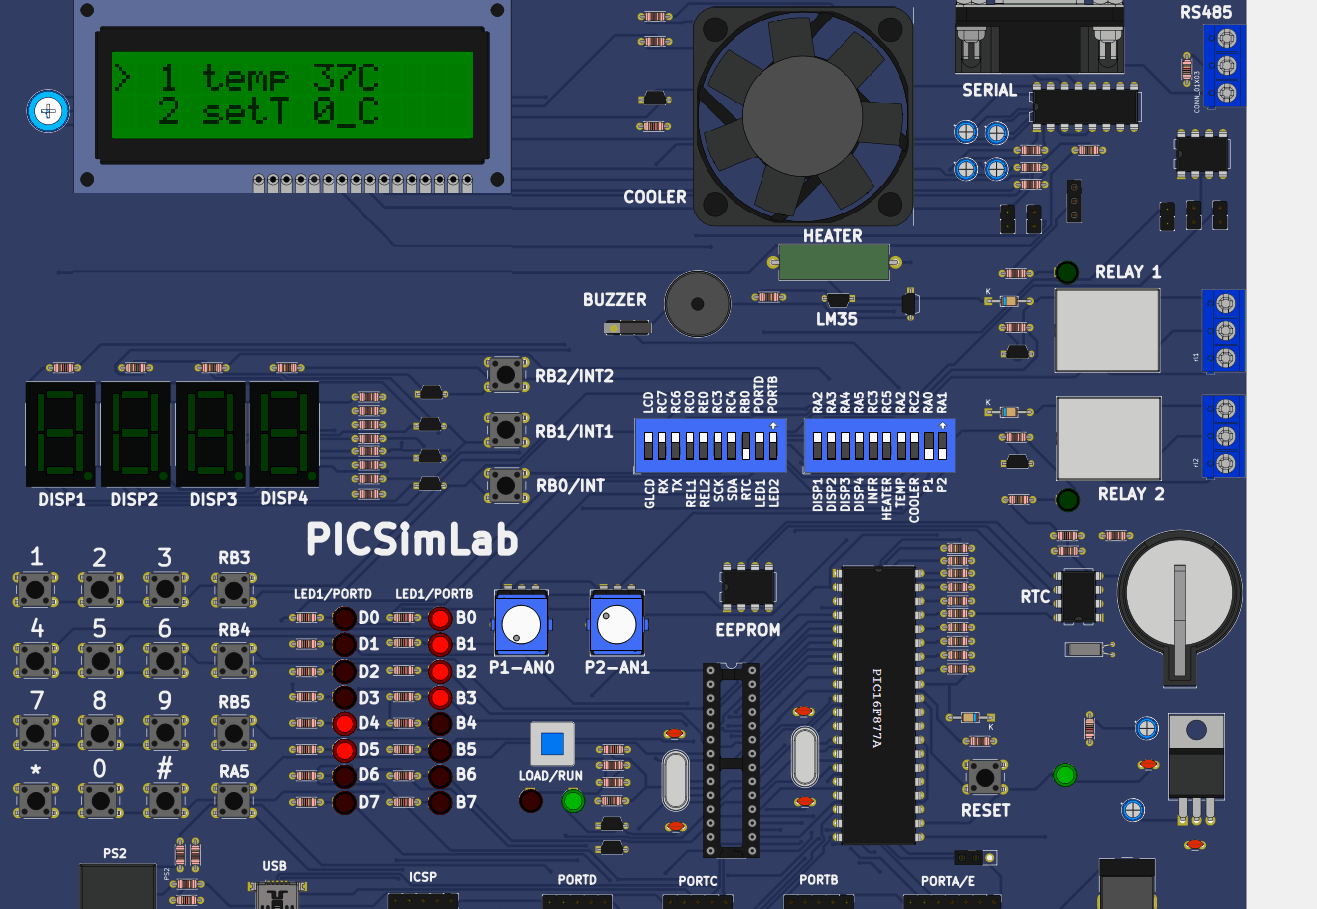 > 1 temp 37C
2 setT 0_C
COOLER
SERIAL
RS485
CONN_01X03
HEATER
BUZZER
LM35
RELAY 1
K
rl1
RB2/INT2
RB1/INT1
RB0/INT
DISP1 DISP2 DISP3 DISP4
LCD RC7 RC6 RC0 RE0 RC3 RC4 RB0 PORTD PORTB
GLCD RX TX REL1 REL2 SCK SDA RTC LED1 LED2
RA2 RA3 RA4 RA5 RC3 RC5 RA2 RC2 RA0 RA1
DISP1 DISP2 DISP3 DISP4 INFR HEATER TEMP COOLER P1 P2
K
rl2
RELAY 2
PICSimLab
1 2 3 RB3
4 5 6 RB4
7 8 9 RB5
* 0 # RA5
LED1/PORTD LED1/PORTB
D0 B0
D1 B1
D2 B2
D3 B3
D4 B4
D5 B5
D6 B6
D7 B7
P1-AN0 P2-AN1
EEPROM
RTC
PIC16F877A
LOAD/RUN
K
RESET
PS2
PS2
USB
ICSP
PORTD
PORTC
PORTB
PORTA/E